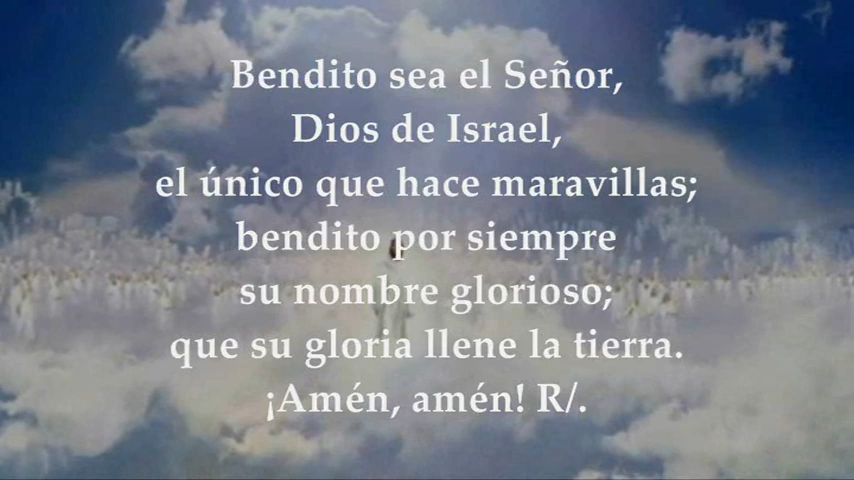 Bendito sea el Señor,
Dios de Israel,
el único que hace maravillas;
bendito por siempre
su nombre glorioso;
que su gloria llene la tierra.
¡Amén, amén! R/.